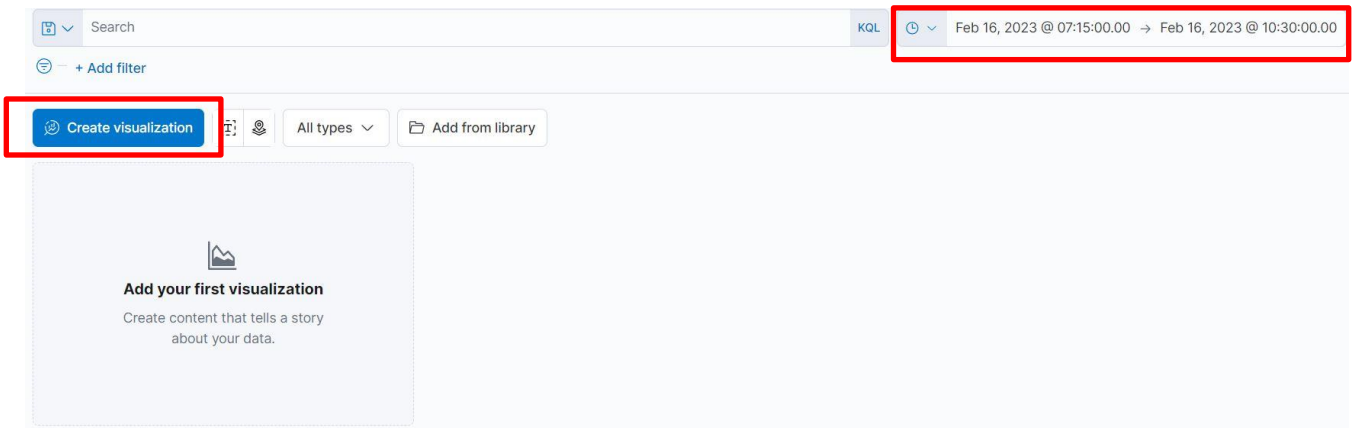 Search KQL Feb 16, 2023 @ 07:15:00.00 → Feb 16, 2023 @ 10:30:00.00
+ Add filter
Create visualization All types Add from library
Add your first visualization
Create content that tells a story
about your data.